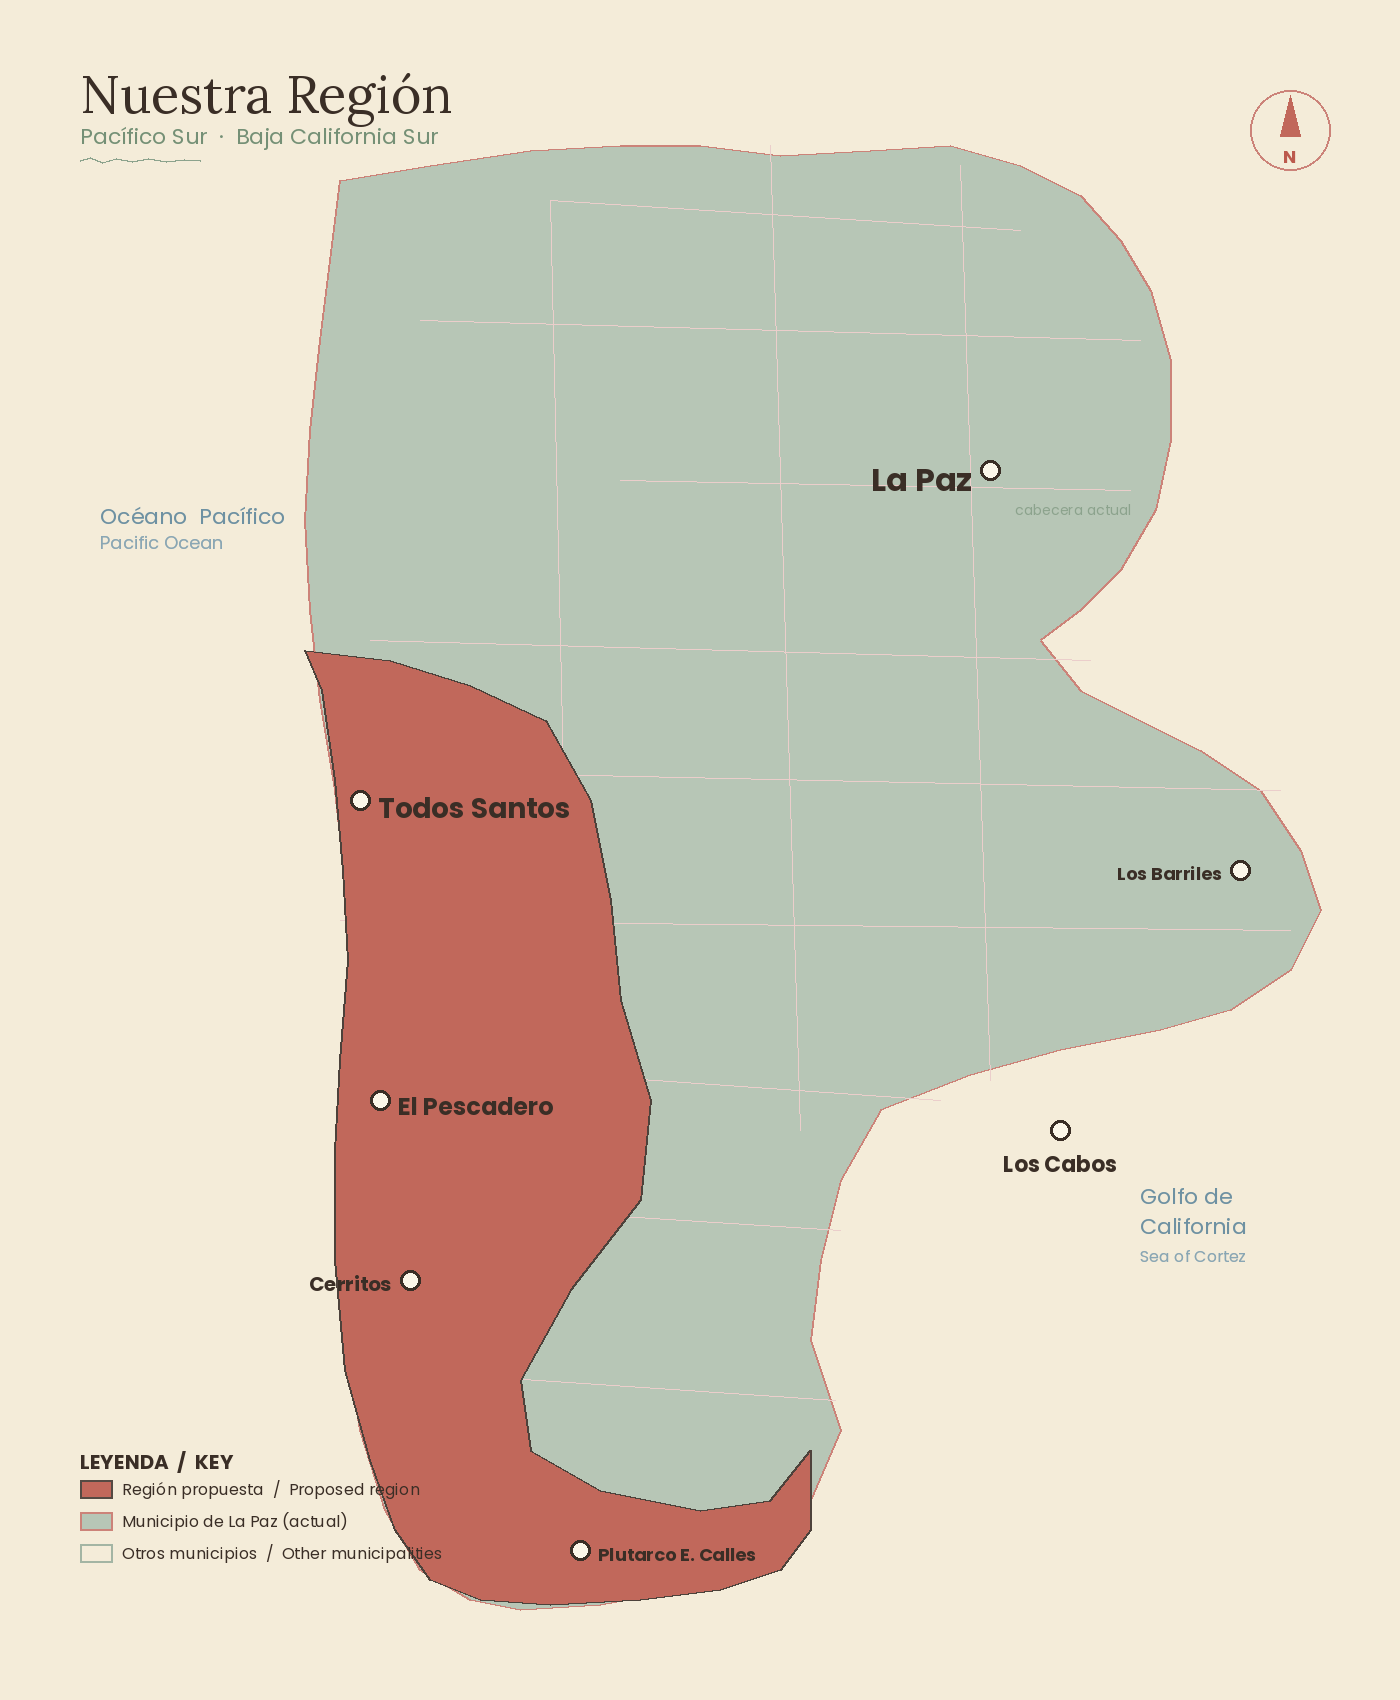 Nuestra Región
Pacífico Sur · Baja California Sur
N
La Paz
cabecera actual
Océano Pacífico
Pacific Ocean
Todos Santos
Los Barriles
El Pescadero
Los Cabos
Golfo de
California
Sea of Cortez
Cerritos
LEYENDA / KEY
Región propuesta / Proposed region
Municipio de La Paz (actual)
Otros municipios / Other municipalities
Plutarco E. Calles